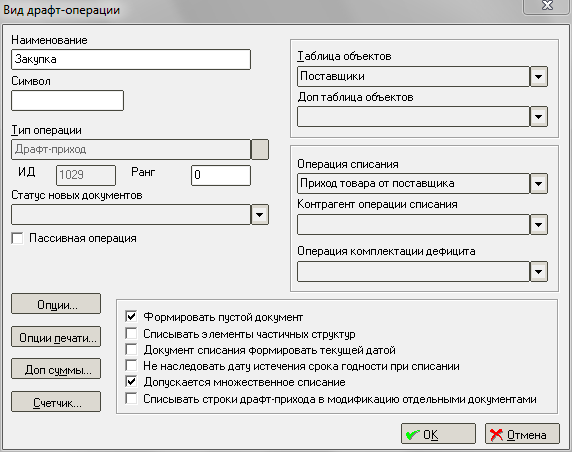 Вид драфт-операции
Наименование
Закупка
Символ
Тип операции
Драфт-приход
ИД 1029 Ранг 0
Статус новых документов
Пассивная операция
Таблица объектов
Поставщики
Доп таблица объектов
Операция списания
Приход товара от поставщика
Контрагент операции списания
Операция комплектации дефицита
Опции...
Опции печати...
Доп суммы...
Счетчик...
Формировать пустой документ
Списывать элементы частичных структур
Документ списания формировать текущей датой
Не наследовать дату истечения срока годности при списании
Допускается множественное списание
Списывать строки драфт-прихода в модификацию отдельными документами
OK
Отмена